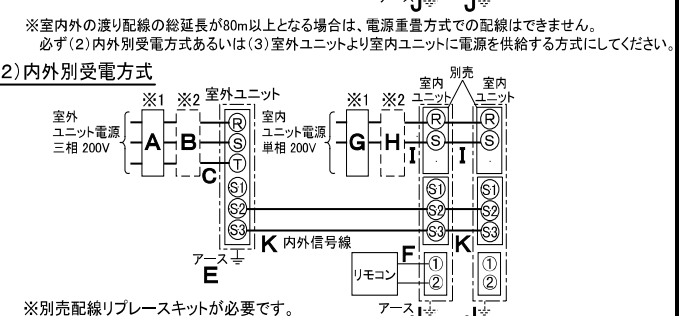 J J
※室内外の渡り配線の総延長が80m以上となる場合は、電源重畳方式での配線はできません。
必ず(2)内外別受電方式あるいは(3)室外ユニットより室内ユニットに電源を供給する方式にしてください。
2)内外別受電方式
※1 ※2 室外ユニット
室外
ユニット電源
三相 200V
A B C
R
S
T
S1
S2
S3
アース
E
※1 ※2
室内
ユニット電源
単相 200V
G H I I
室内
ユニット
別売
室内
ユニット
R
S
S1
S2
S3
①
②
R
S
S1
S2
S3
①
②
K 内外信号線
K
F
リモコン
アース
※別売配線リプレースキットが必要です。